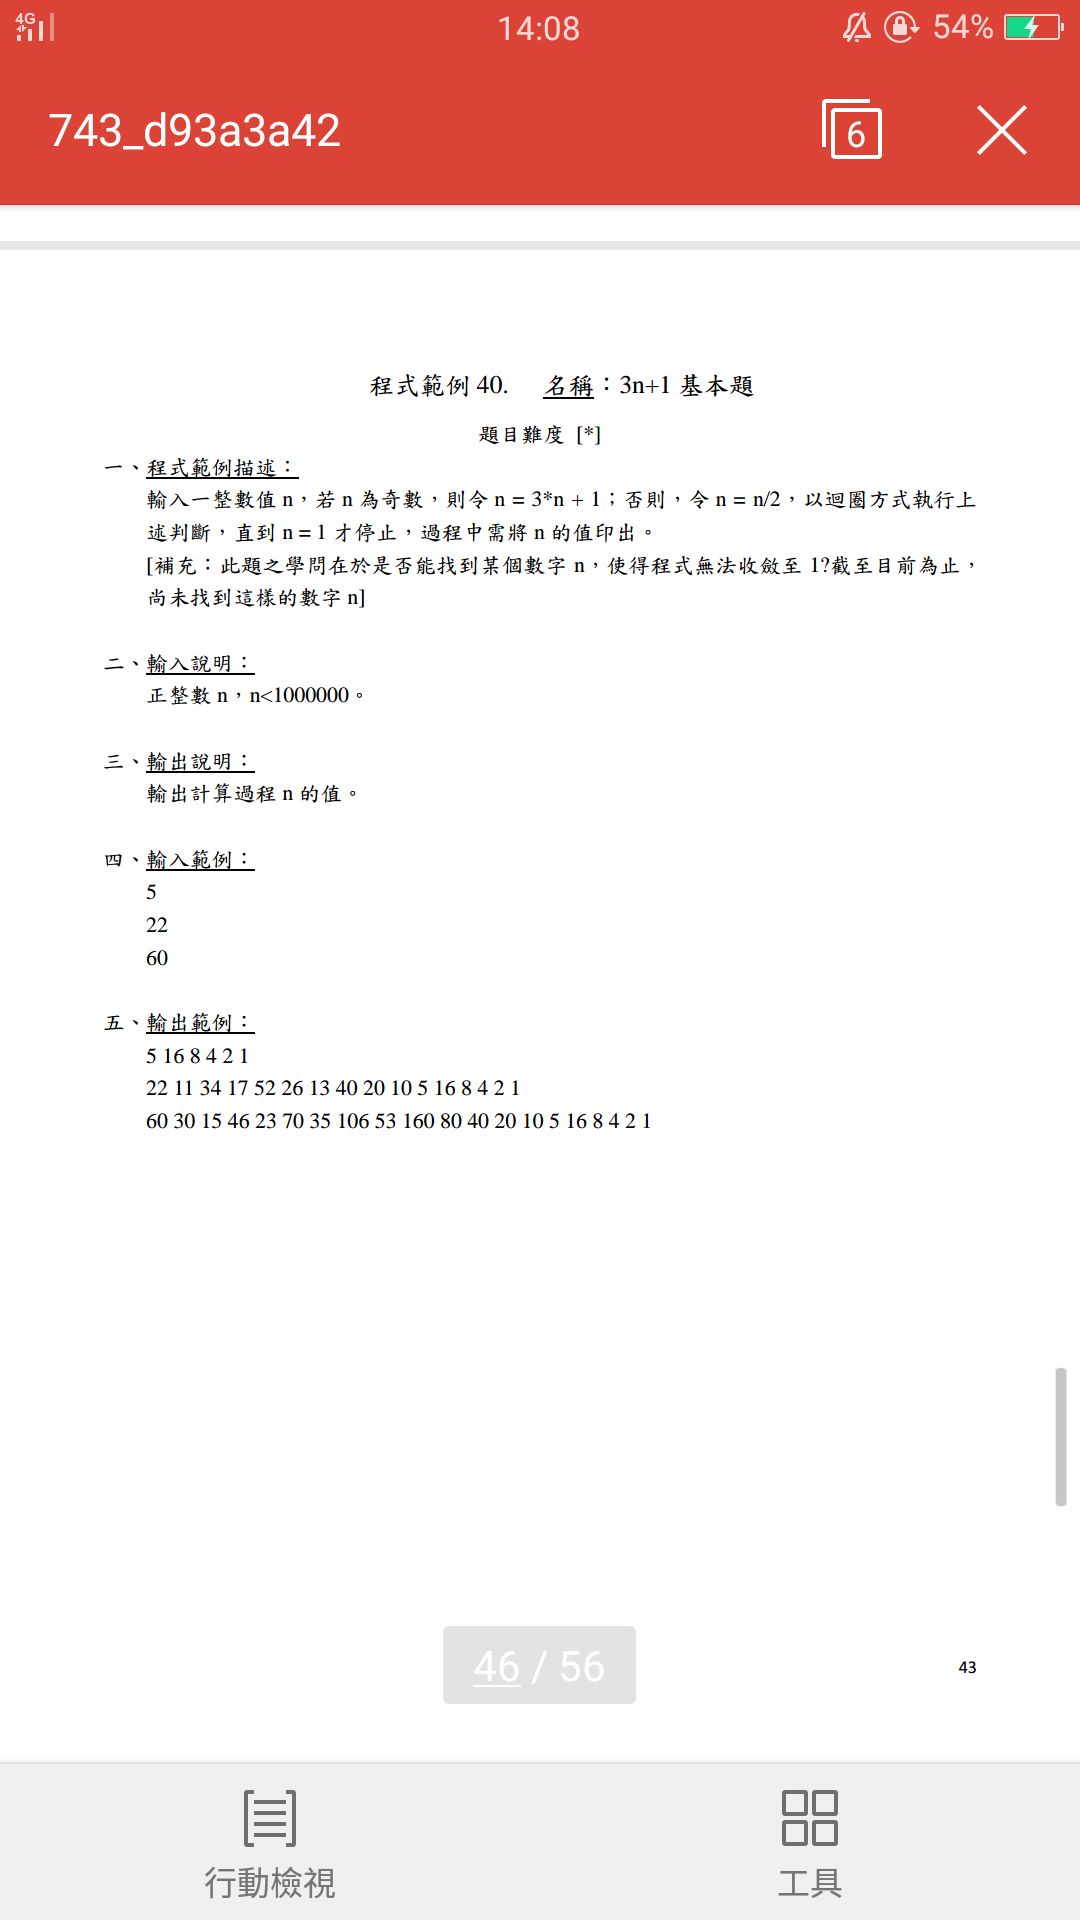 4G 14:08 54%
743_d93a3a42 6
程式範例 40. 名稱：3n+1 基本題
題目難度 [*]
一、程式範例描述：
輸入一整數值 n，若 n 為奇數，則令 n = 3*n + 1；否則，令 n = n/2，以迴圈方式執行上
述判斷，直到 n = 1 才停止，過程中需將 n 的值印出。
[補充：此題之學問在於是否能找到某個數字 n，使得程式無法收斂至 1?截至目前為止，
尚未找到這樣的數字 n]
二、輸入說明：
正整數 n，n<1000000。
三、輸出說明：
輸出計算過程 n 的值。
四、輸入範例：
5
22
60
五、輸出範例：
5 16 8 4 2 1
22 11 34 17 52 26 13 40 20 10 5 16 8 4 2 1
60 30 15 46 23 70 35 106 53 160 80 40 20 10 5 16 8 4 2 1
46 / 56
43
行動檢視 工具